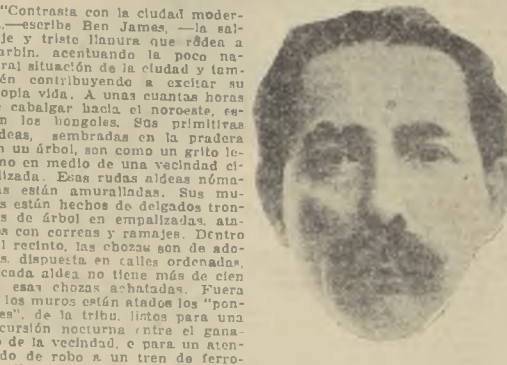 "Contrasta con la ciudad moder-
,—escribe Ben James, —la sal-
je y triste llanura que rodea a
arbin, acentuando la poco na-
ral situación de la ciudad y tam-
én contribuyendo a excitar su
opia vida. A unas cuantas horas
cabalgar hacia el noroeste, es-
n los hongoles. Sus primitivas
deas, sembradas en la pradera
n un árbol, son como un grito le-
no en medio de una vecindad ci-
lizada. Esas rudas aldeas nóma-
as están amuralladas. Sus mu-
s están hechos de delgados tron-
s de árbol en empalizadas, ata-
s con correas y ramajes. Dentro
l recinto, las chozas son de ado-
s, dispuesta en calles ordenadas,
cada aldea no tiene más de cien
esas chozas achatadas. Fuera
los muros están atados los "pon-
es", de la tribu, listos para una
cursión nocturna entre el gana-
o de la vecindad, o para un aten-
do de robo a un tren de ferro-